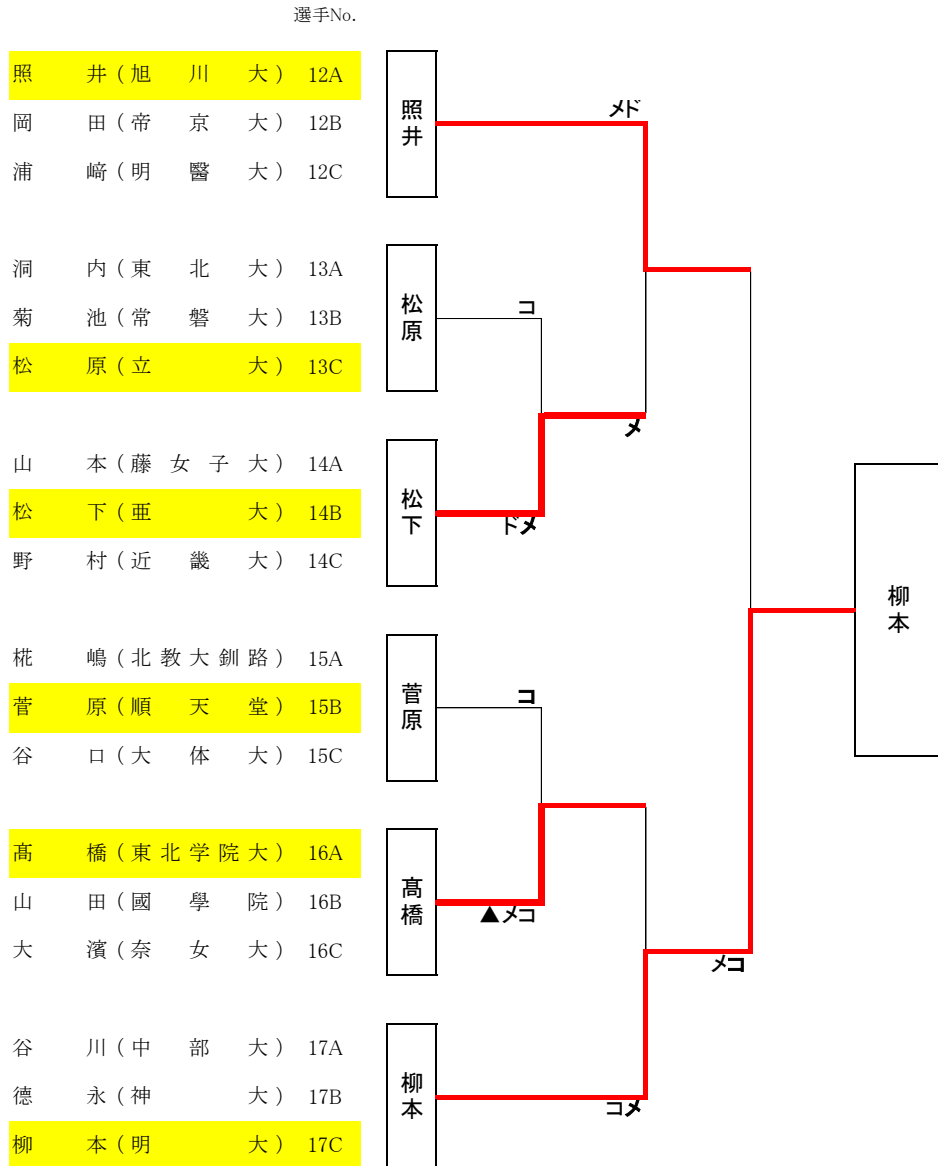 選手No.
照井(旭川大) 12A
岡田(帝京大) 12B
浦﨑(明醫大) 12C
照井
メド
洞内(東北大) 13A
菊池(常磐大) 13B
松原(立大) 13C
松原
コ
メ
山本(藤女子大) 14A
松下(亜大) 14B
野村(近畿大) 14C
松下
ドメ
柳本
椛嶋(北教大釧路) 15A
菅原(順天堂) 15B
谷口(大体大) 15C
菅原
コ
髙橋(東北学院大) 16A
山田(國學院) 16B
大濱(奈女大) 16C
髙橋
▲メコ
メコ
谷川(中部大) 17A
德永(神大) 17B
柳本(明大) 17C
柳本
コメ